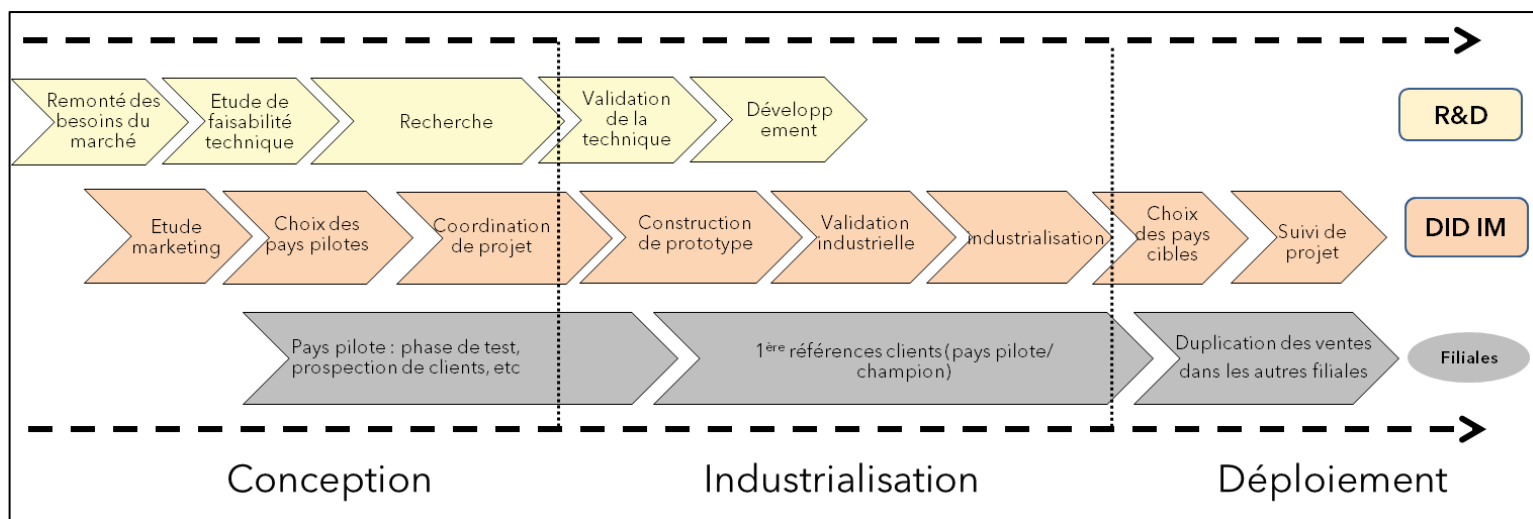 Remonté des
besoins du
marché
Etude de
faisabilité
technique
Recherche
Validation
de la
technique
Développ
ement
R&D
Etude
marketing
Choix des
pays pilotes
Coordination
de projet
Construction
de prototype
Validation
industrielle
industrialisation
Choix
des pays
cibles
Suivi de
projet
DID IM
Pays pilote : phase de test,
prospection de clients, etc
1ère références clients (pays pilote/
champion)
Duplication des ventes
dans les autres filiales
Filiales
Conception
Industrialisation
Déploiement